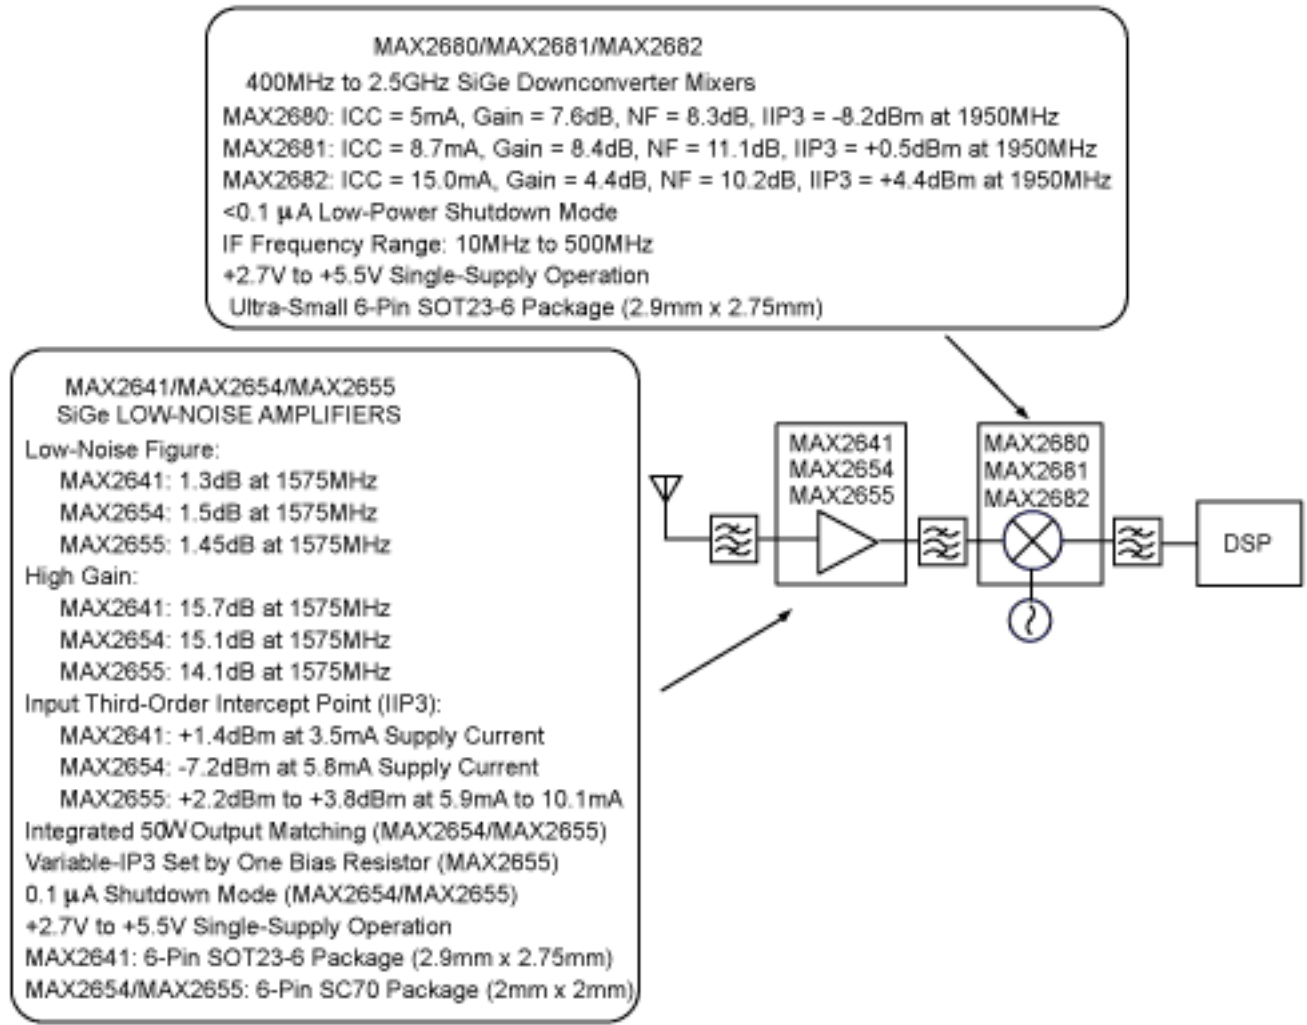 MAX2680/MAX2681/MAX2682
400MHz to 2.5GHz SiGe Downconverter Mixers
MAX2680: ICC = 5mA, Gain = 7.6dB, NF = 8.3dB, IIP3 = -8.2dBm at 1950MHz
MAX2681: ICC = 8.7mA, Gain = 8.4dB, NF = 11.1dB, IIP3 = +0.5dBm at 1950MHz
MAX2682: ICC = 15.0mA, Gain = 4.4dB, NF = 10.2dB, IIP3 = +4.4dBm at 1950MHz
<0.1 μA Low-Power Shutdown Mode
IF Frequency Range: 10MHz to 500MHz
+2.7V to +5.5V Single-Supply Operation
Ultra-Small 6-Pin SOT23-6 Package (2.9mm x 2.75mm)
MAX2641/MAX2654/MAX2655
SiGe LOW-NOISE AMPLIFIERS
Low-Noise Figure:
MAX2641: 1.3dB at 1575MHz
MAX2654: 1.5dB at 1575MHz
MAX2655: 1.45dB at 1575MHz
High Gain:
MAX2641: 15.7dB at 1575MHz
MAX2654: 15.1dB at 1575MHz
MAX2655: 14.1dB at 1575MHz
Input Third-Order Intercept Point (IIP3):
MAX2641: +1.4dBm at 3.5mA Supply Current
MAX2654: -7.2dBm at 5.8mA Supply Current
MAX2655: +2.2dBm to +3.8dBm at 5.9mA to 10.1mA
Integrated 50W Output Matching (MAX2654/MAX2655)
Variable-IP3 Set by One Bias Resistor (MAX2655)
0.1 μA Shutdown Mode (MAX2654/MAX2655)
+2.7V to +5.5V Single-Supply Operation
MAX2641: 6-Pin SOT23-6 Package (2.9mm x 2.75mm)
MAX2654/MAX2655: 6-Pin SC70 Package (2mm x 2mm)
MAX2641
MAX2654
MAX2655
MAX2680
MAX2681
MAX2682
DSP